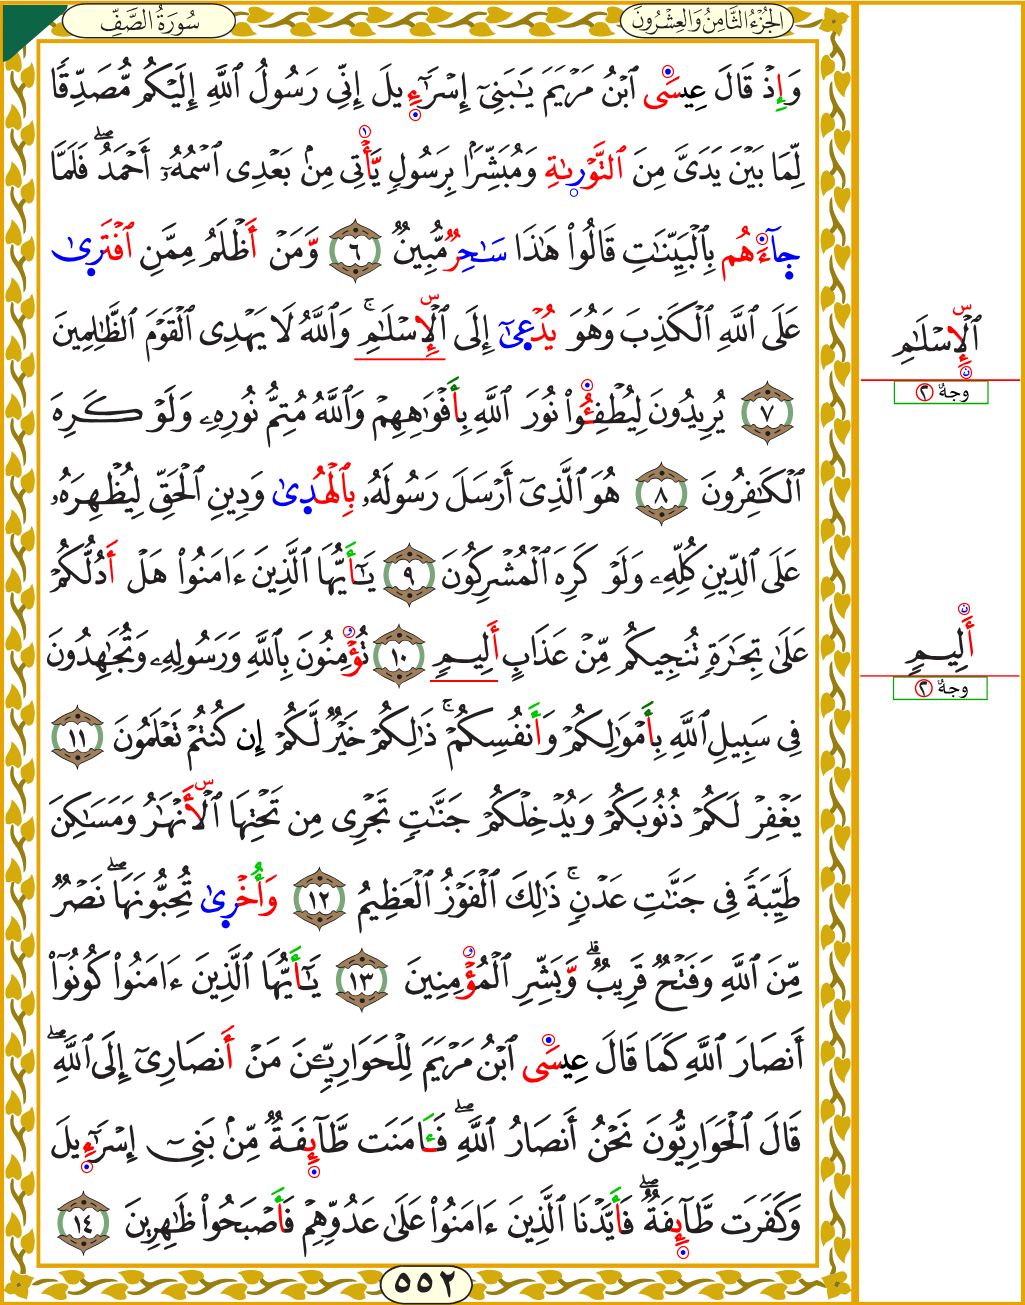 الجُزْءُ الثَّامِنُ وَالعِشْرُونَ
سُورَةُ الصَّفِّ
وَإِذْ قَالَ عِيسَى ٱبْنُ مَرْيَمَ يَٰبَنِىٓ إِسْرَٰٓءِيلَ إِنِّى رَسُولُ ٱللَّهِ إِلَيْكُم مُّصَدِّقًا
لِّمَا بَيْنَ يَدَىَّ مِنَ ٱلتَّوْرَىٰةِ وَمُبَشِّرًۢا بِرَسُولٍ يَأْتِى مِنۢ بَعْدِى ٱسْمُهُۥٓ أَحْمَدُ ۖ فَلَمَّا
جَآءَهُم بِٱلْبَيِّنَٰتِ قَالُوا۟ هَٰذَا سَٰحِرٌ مُّبِينٌ ٦ وَمَنْ أَظْلَمُ مِمَّنِ ٱفْتَرَىٰ
عَلَى ٱللَّهِ ٱلْكَذِبَ وَهُوَ يُدْعَىٰٓ إِلَى ٱلْإِسْلَٰمِ ۚ وَٱللَّهُ لَا يَهْدِى ٱلْقَوْمَ ٱلظَّٰلِمِينَ
ٱلْإِسْلَٰمِ
وجهٌ ٢
٧ يُرِيدُونَ لِيُطْفِـُٔوا۟ نُورَ ٱللَّهِ بِأَفْوَٰهِهِمْ وَٱللَّهُ مُتِمُّ نُورِهِۦ وَلَوْ كَرِهَ
ٱلْكَٰفِرُونَ ٨ هُوَ ٱلَّذِىٓ أَرْسَلَ رَسُولَهُۥ بِٱلْهُدَىٰ وَدِينِ ٱلْحَقِّ لِيُظْهِرَهُۥ
عَلَى ٱلدِّينِ كُلِّهِۦ وَلَوْ كَرِهَ ٱلْمُشْرِكُونَ ٩ يَٰٓأَيُّهَا ٱلَّذِينَ ءَامَنُوا۟ هَلْ أَدُلُّكُمْ
عَلَىٰ تِجَٰرَةٍ تُنجِيكُم مِّنْ عَذَابٍ أَلِيمٍ ١٠ تُؤْمِنُونَ بِٱللَّهِ وَرَسُولِهِۦ وَتُجَٰهِدُونَ
أَلِيمٍ
وجهٌ ٢
فِى سَبِيلِ ٱللَّهِ بِأَمْوَٰلِكُمْ وَأَنفُسِكُمْ ۚ ذَٰلِكُمْ خَيْرٌ لَّكُمْ إِن كُنتُمْ تَعْلَمُونَ ١١
يَغْفِرْ لَكُمْ ذُنُوبَكُمْ وَيُدْخِلْكُمْ جَنَّٰتٍ تَجْرِى مِن تَحْتِهَا ٱلْأَنْهَٰرُ وَمَسَٰكِنَ
طَيِّبَةً فِى جَنَّٰتِ عَدْنٍ ۚ ذَٰلِكَ ٱلْفَوْزُ ٱلْعَظِيمُ ١٢ وَأُخْرَىٰ تُحِبُّونَهَا ۖ نَصْرٌ
مِّنَ ٱللَّهِ وَفَتْحٌ قَرِيبٌ ۗ وَبَشِّرِ ٱلْمُؤْمِنِينَ ١٣ يَٰٓأَيُّهَا ٱلَّذِينَ ءَامَنُوا۟ كُونُوٓا۟
أَنصَارَ ٱللَّهِ كَمَا قَالَ عِيسَى ٱبْنُ مَرْيَمَ لِلْحَوَارِيِّـۧنَ مَنْ أَنصَارِىٓ إِلَى ٱللَّهِ ۖ
قَالَ ٱلْحَوَارِيُّونَ نَحْنُ أَنصَارُ ٱللَّهِ ۖ فَـَٔامَنَت طَّآئِفَةٌ مِّنۢ بَنِىٓ إِسْرَٰٓءِيلَ
وَكَفَرَت طَّآئِفَةٌ ۖ فَأَيَّدْنَا ٱلَّذِينَ ءَامَنُوا۟ عَلَىٰ عَدُوِّهِمْ فَأَصْبَحُوا۟ ظَٰهِرِينَ ١٤
٥٥٢